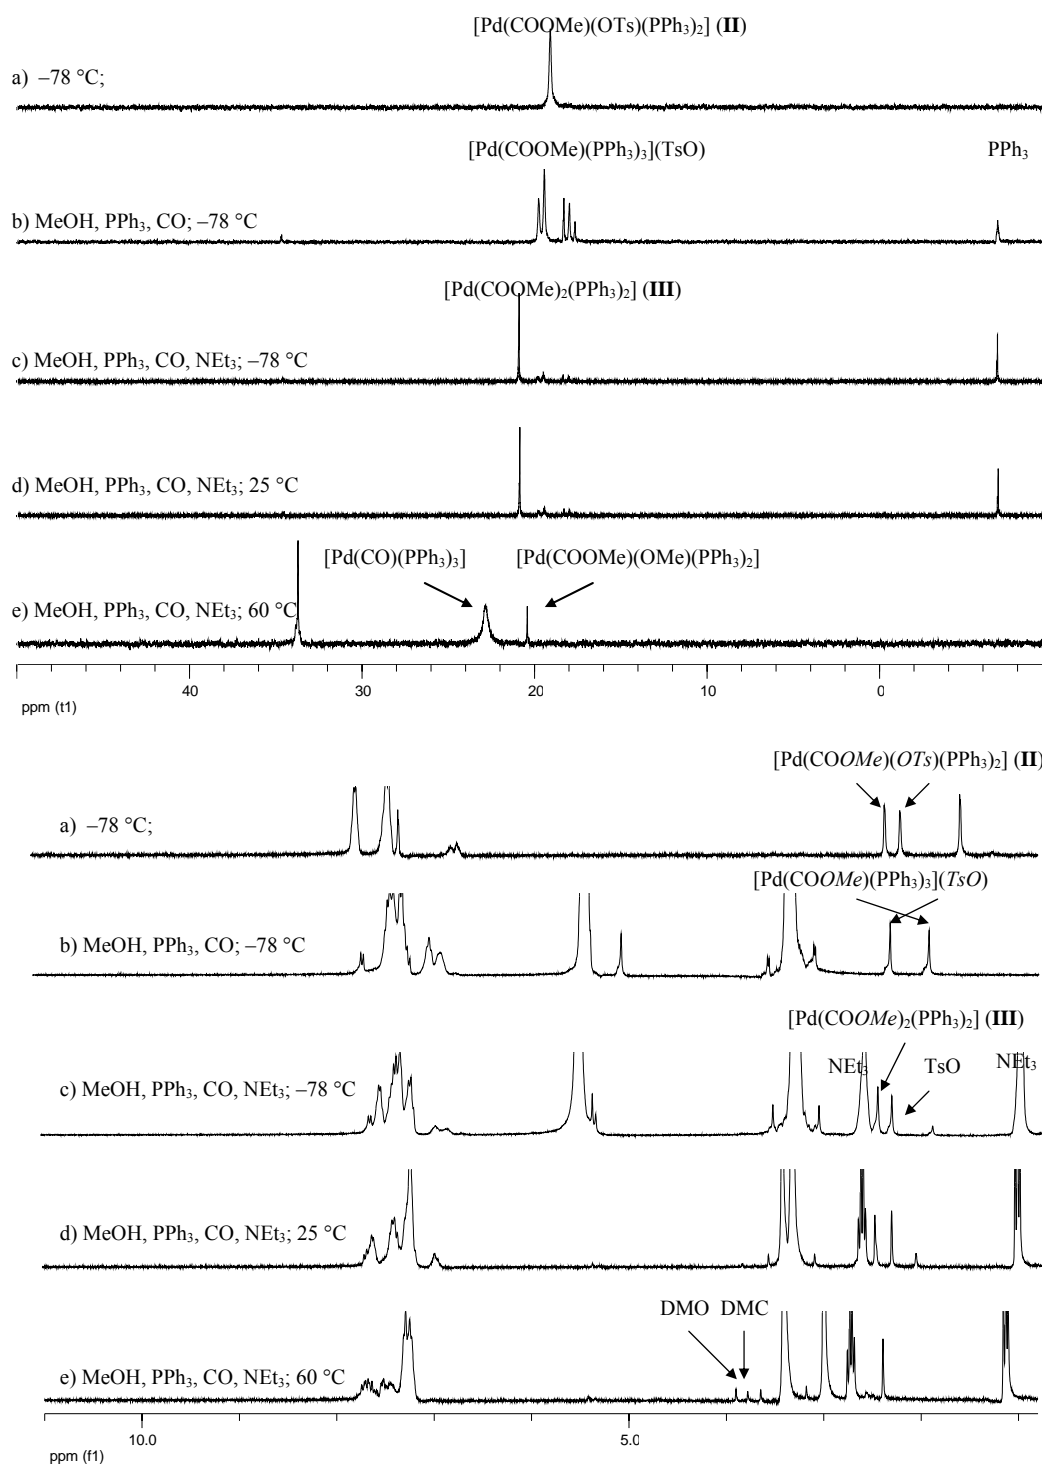 [Pd(COOMe)(OTs)(PPh₃)₂] (II)
a) –78 °C;
[Pd(COOMe)(PPh₃)₃](TsO)
PPh₃
b) MeOH, PPh₃, CO; –78 °C
[Pd(COOMe)₂(PPh₃)₂] (III)
c) MeOH, PPh₃, CO, NEt₃; –78 °C
d) MeOH, PPh₃, CO, NEt₃; 25 °C
[Pd(CO)(PPh₃)₃]
[Pd(COOMe)(OMe)(PPh₃)₂]
e) MeOH, PPh₃, CO, NEt₃; 60 °C
40 30 20 10 0
ppm (t1)
[Pd(COOMe)(OTs)(PPh₃)₂] (II)
a) –78 °C;
[Pd(COOMe)(PPh₃)₃](TsO)
b) MeOH, PPh₃, CO; –78 °C
[Pd(COOMe)₂(PPh₃)₂] (III)
NEt₃
TsO
NEt₃
c) MeOH, PPh₃, CO, NEt₃; –78 °C
d) MeOH, PPh₃, CO, NEt₃; 25 °C
DMO DMC
e) MeOH, PPh₃, CO, NEt₃; 60 °C
10.0 5.0
ppm (f1)